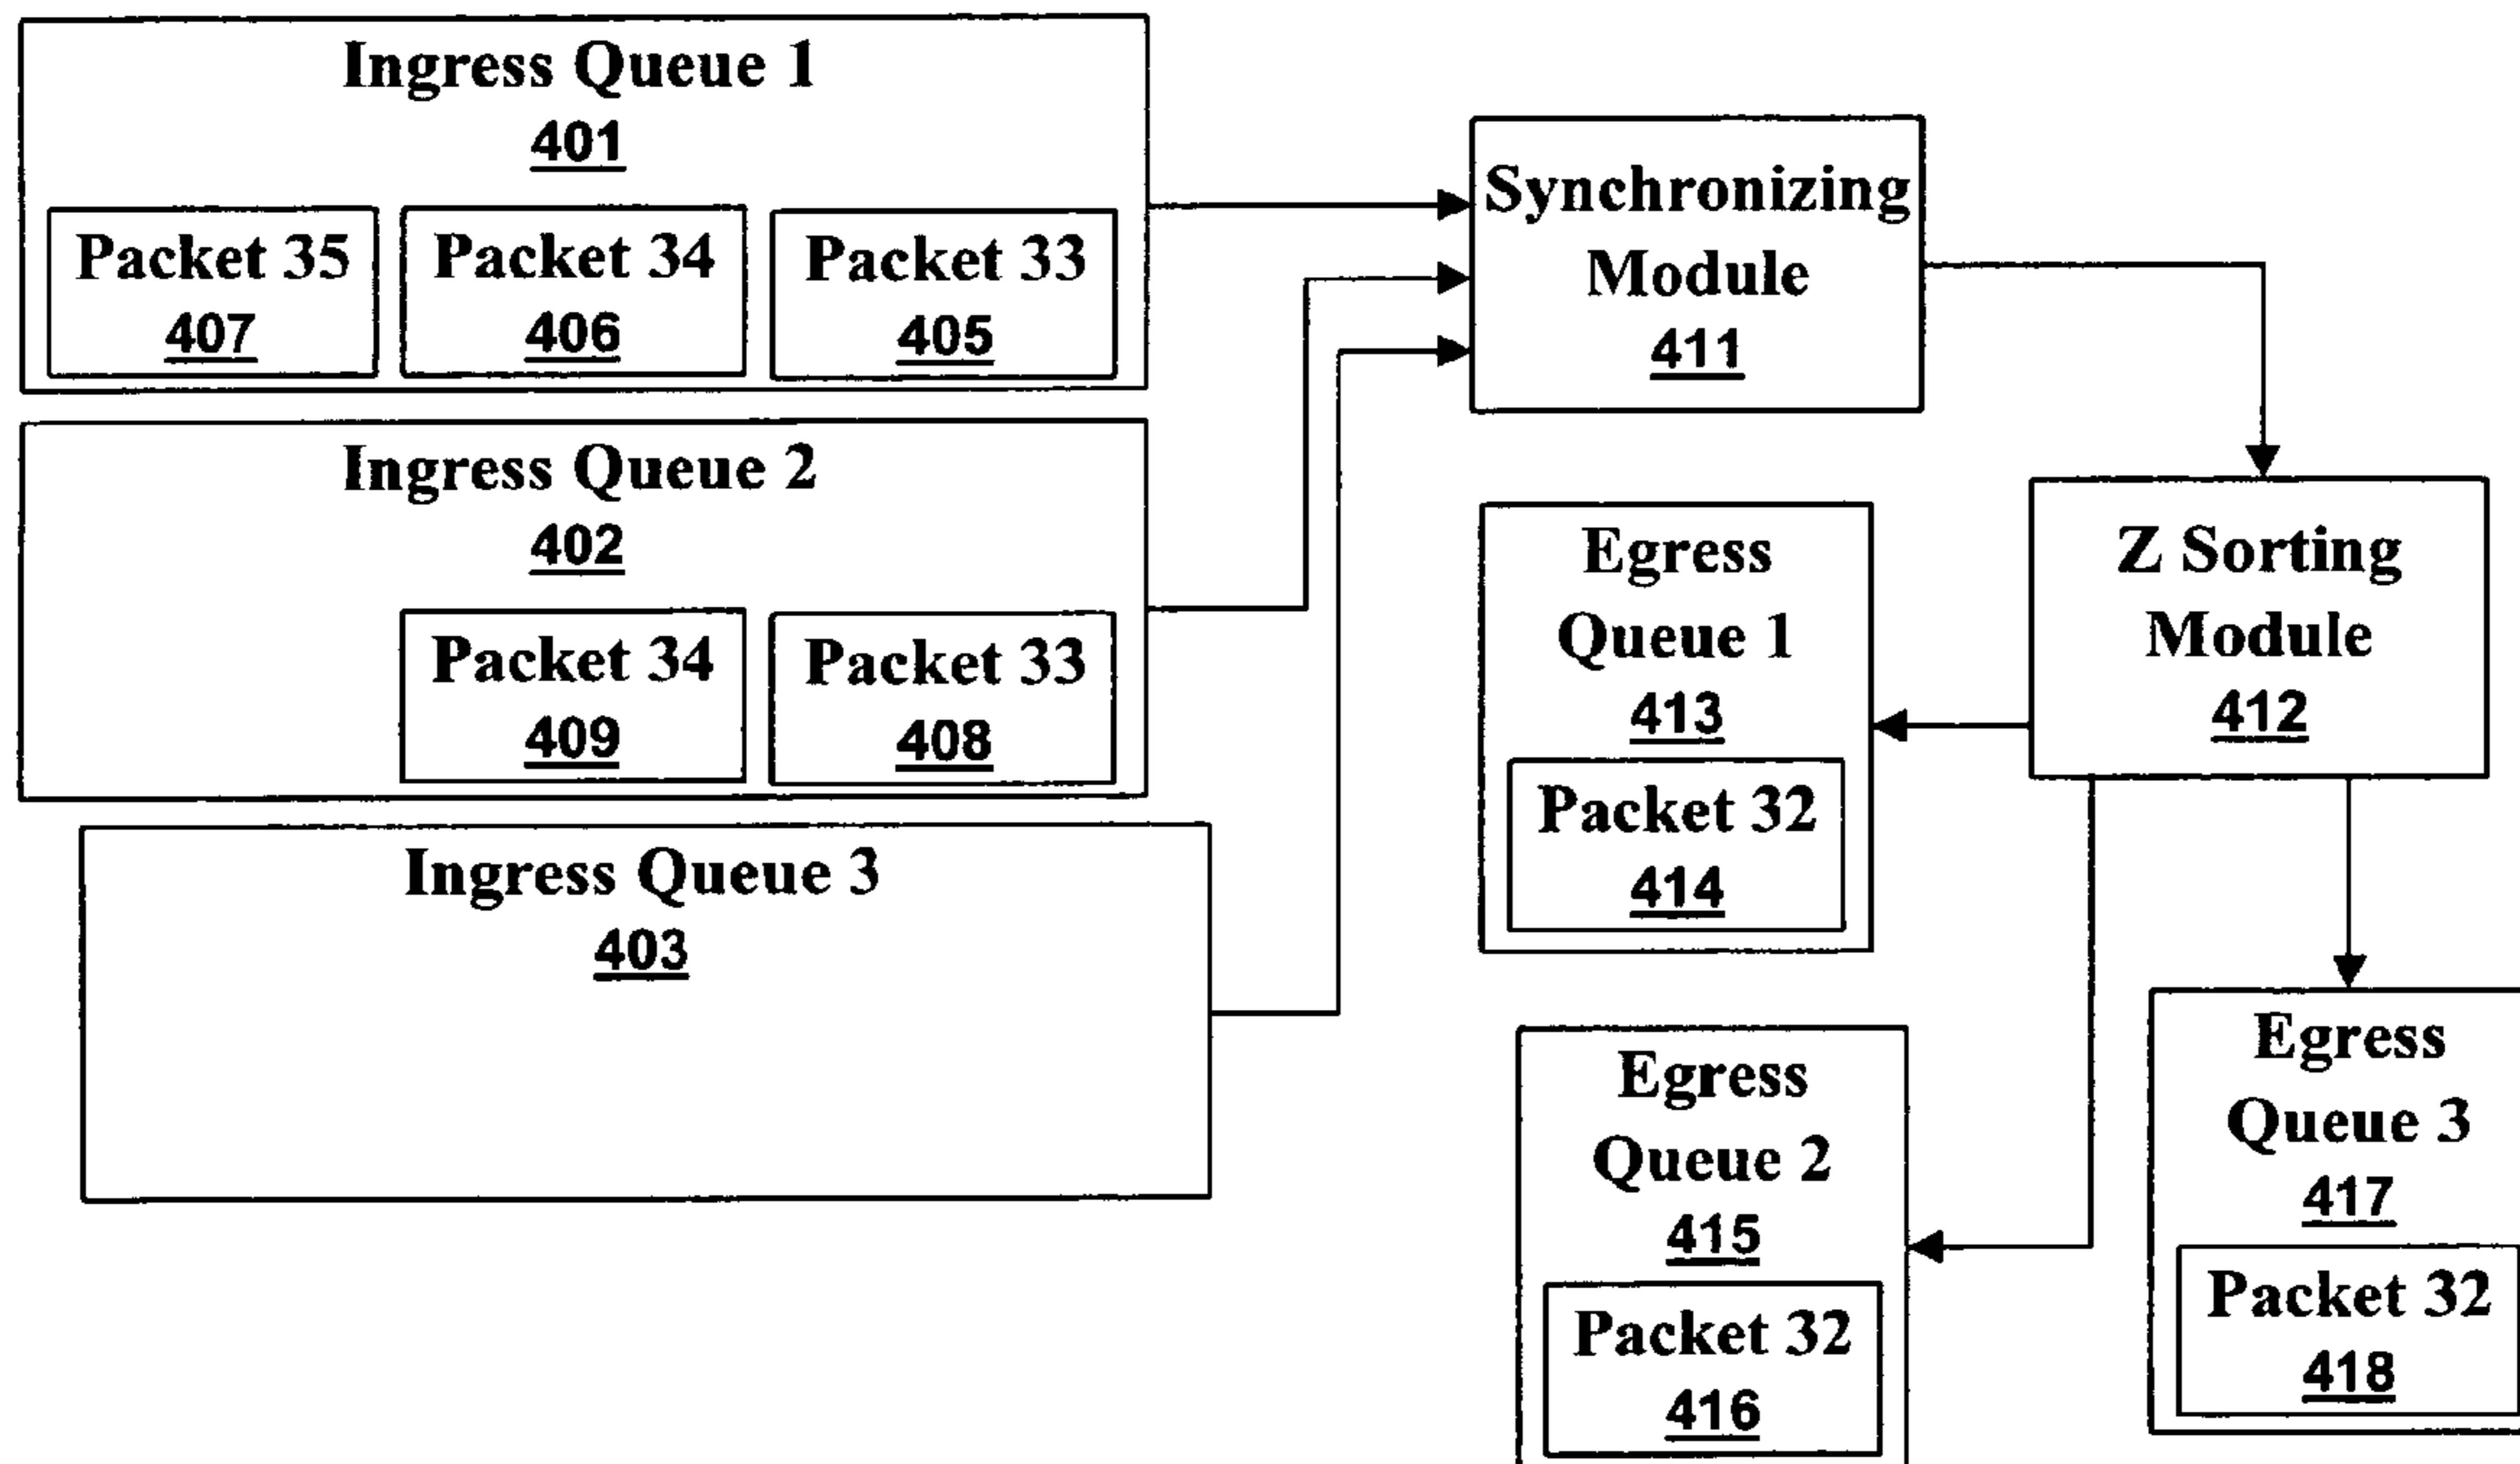 Ingress Queue 1
401
Packet 35
407
Packet 34
406
Packet 33
405
Ingress Queue 2
402
Packet 34
409
Packet 33
408
Ingress Queue 3
403
Synchronizing
Module
411
Z Sorting
Module
412
Egress
Queue 1
413
Packet 32
414
Egress
Queue 2
415
Packet 32
416
Egress
Queue 3
417
Packet 32
418